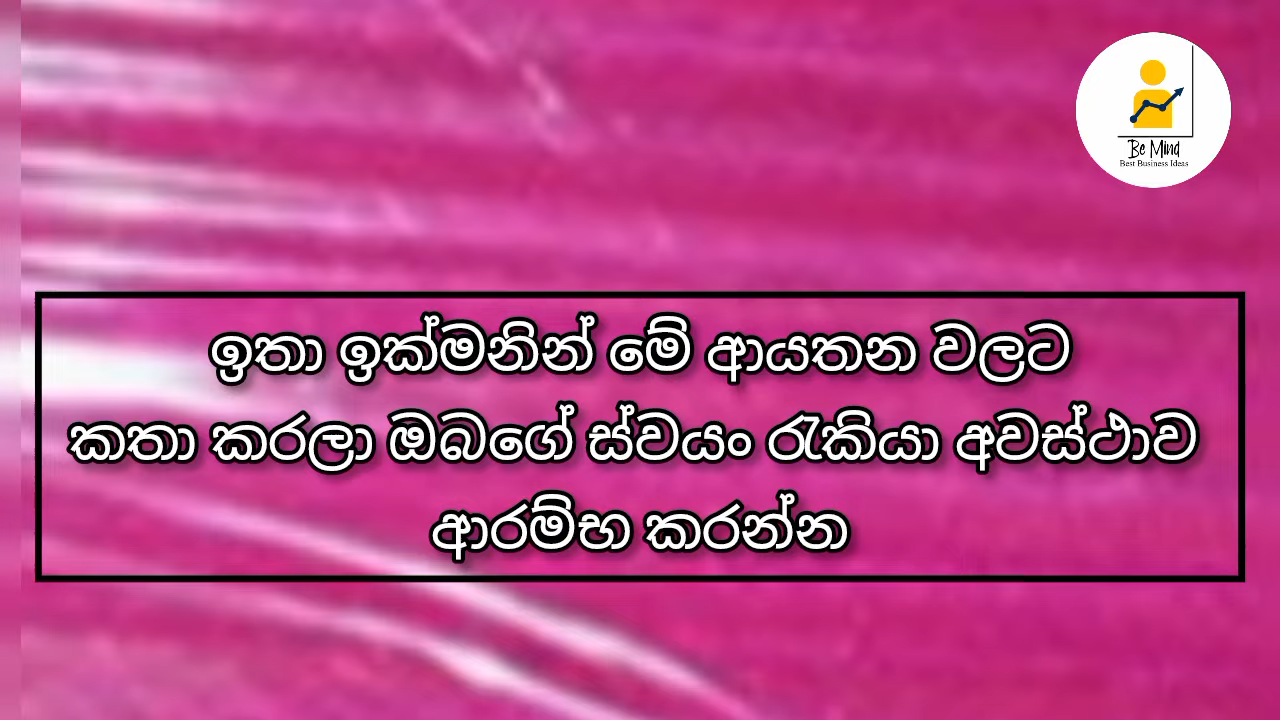 Be Mind
Best Business Ideas
ඉතා ඉක්මනින් මේ ආයතන වලට
කතා කරලා ඔබගේ ස්වයං රැකියා අවස්ථාව
ආරම්භ කරන්න